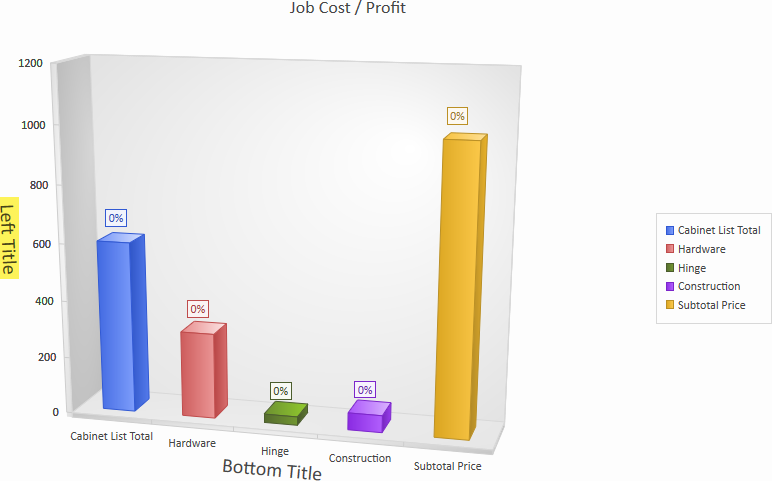 Job Cost / Profit
1200
1000
800
600
400
200
0
Left Title
0%
0%
0%
0%
0%
Cabinet List Total
Hardware
Hinge
Construction
Subtotal Price
Bottom Title
Cabinet List Total
Hardware
Hinge
Construction
Subtotal Price